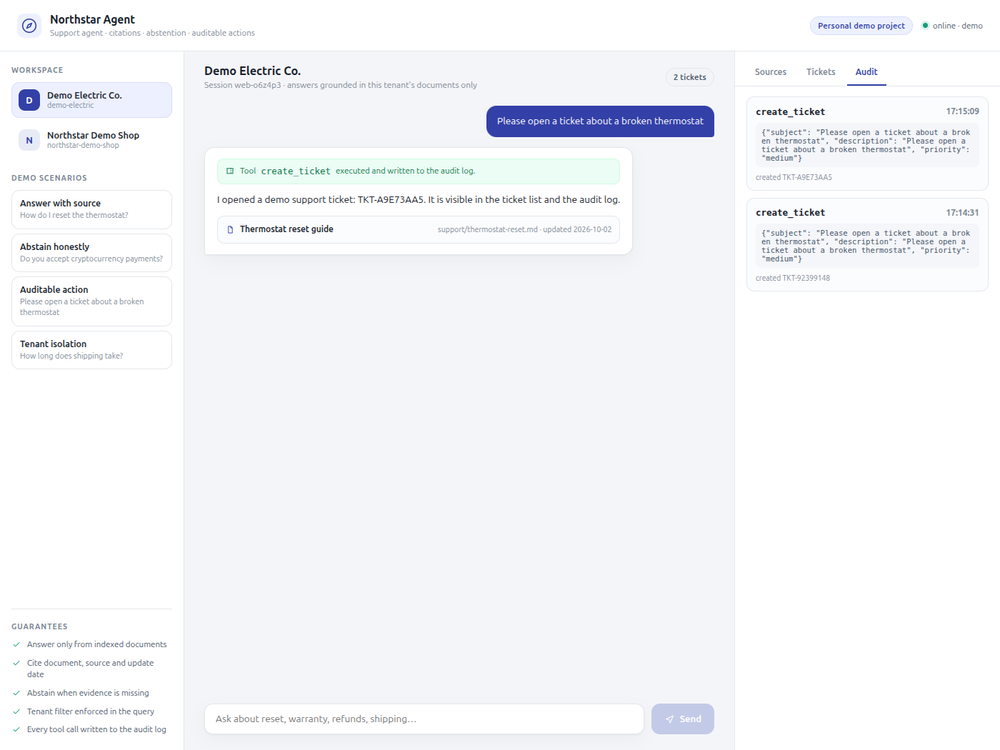 Northstar Agent
Support agent · citations · abstention · auditable actions
Personal demo project
online · demo
WORKSPACE
D
Demo Electric Co.
demo-electric
N
Northstar Demo Shop
northstar-demo-shop
DEMO SCENARIOS
Answer with source
How do I reset the thermostat?
Abstain honestly
Do you accept cryptocurrency payments?
Auditable action
Please open a ticket about a broken
thermostat
Tenant isolation
How long does shipping take?
GUARANTEES
Answer only from indexed documents
Cite document, source and update
date
Abstain when evidence is missing
Tenant filter enforced in the query
Every tool call written to the audit log
Demo Electric Co.
Session web-o6z4p3 · answers grounded in this tenant's documents only
2 tickets
Please open a ticket about a broken thermostat
Tool create_ticket executed and written to the audit log.
I opened a demo support ticket: TKT-A9E73AA5. It is visible in the ticket list and the audit log.
Thermostat reset guide
support/thermostat-reset.md · updated 2026-10-02
Ask about reset, warranty, refunds, shipping…
Send
Sources
Tickets
Audit
create_ticket
17:15:09
{"subject": "Please open a ticket about a brok
en thermostat", "description": "Please open a
ticket about a broken thermostat", "priority":
"medium"}
created TKT-A9E73AA5
create_ticket
17:14:31
{"subject": "Please open a ticket about a brok
en thermostat", "description": "Please open a
ticket about a broken thermostat", "priority":
"medium"}
created TKT-92399148